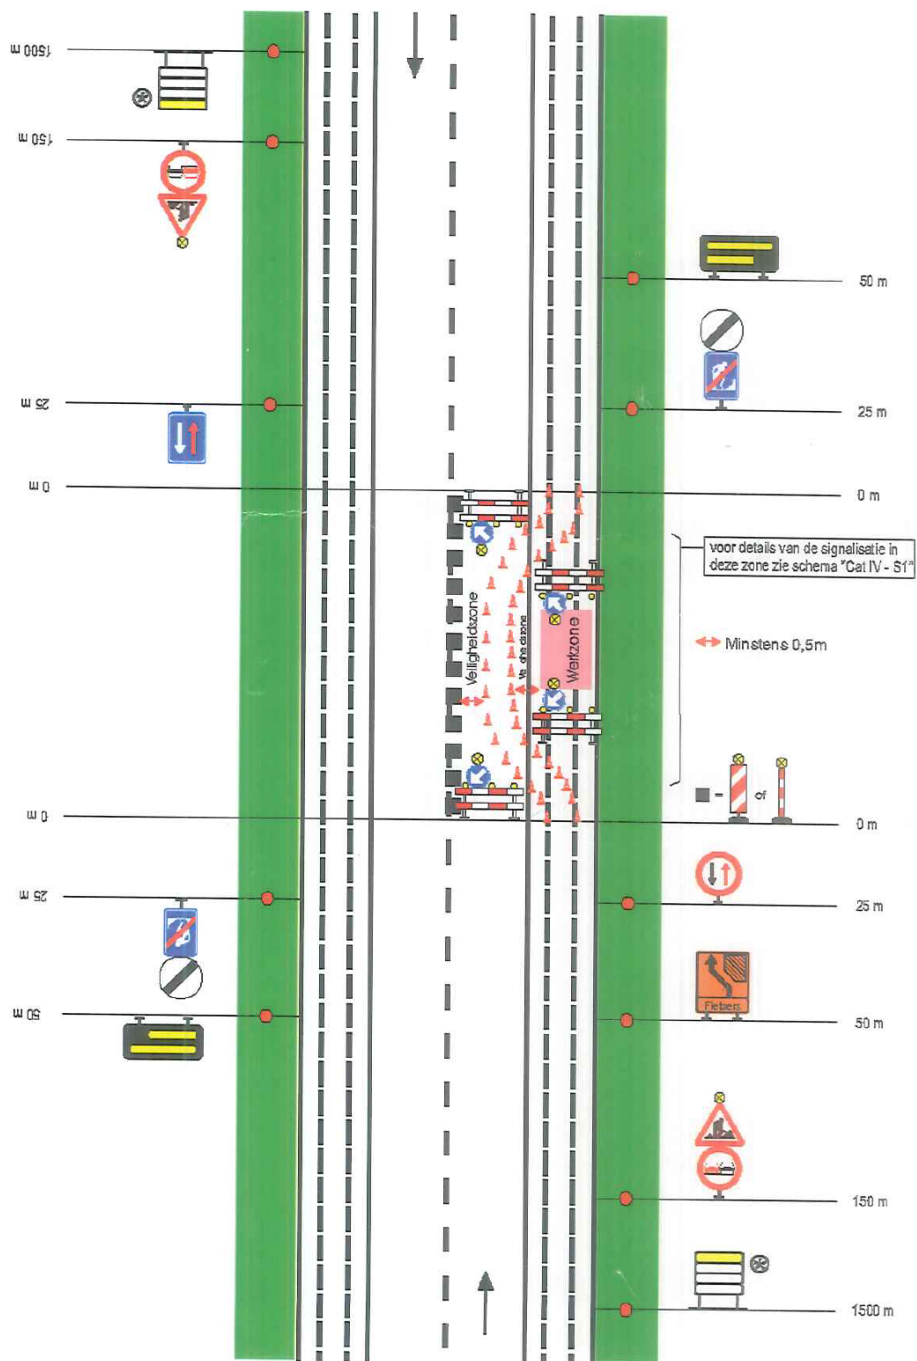 1500 m
150 m
50 m
25 m
25 m
0 m
0 m
voor details van de signalisatie in
deze zone zie schema "Cat IV - S1"
Veiligheidszone
Werkzone
Minstens 0,5m
= of
0 m
0 m
25 m
25 m
Fietsers
50 m
50 m
150 m
1500 m